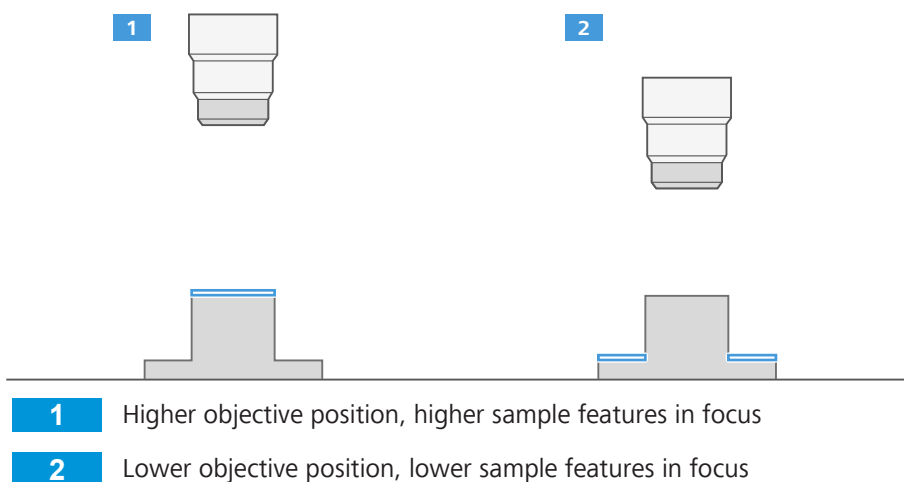 1
2
1 Higher objective position, higher sample features in focus
2 Lower objective position, lower sample features in focus